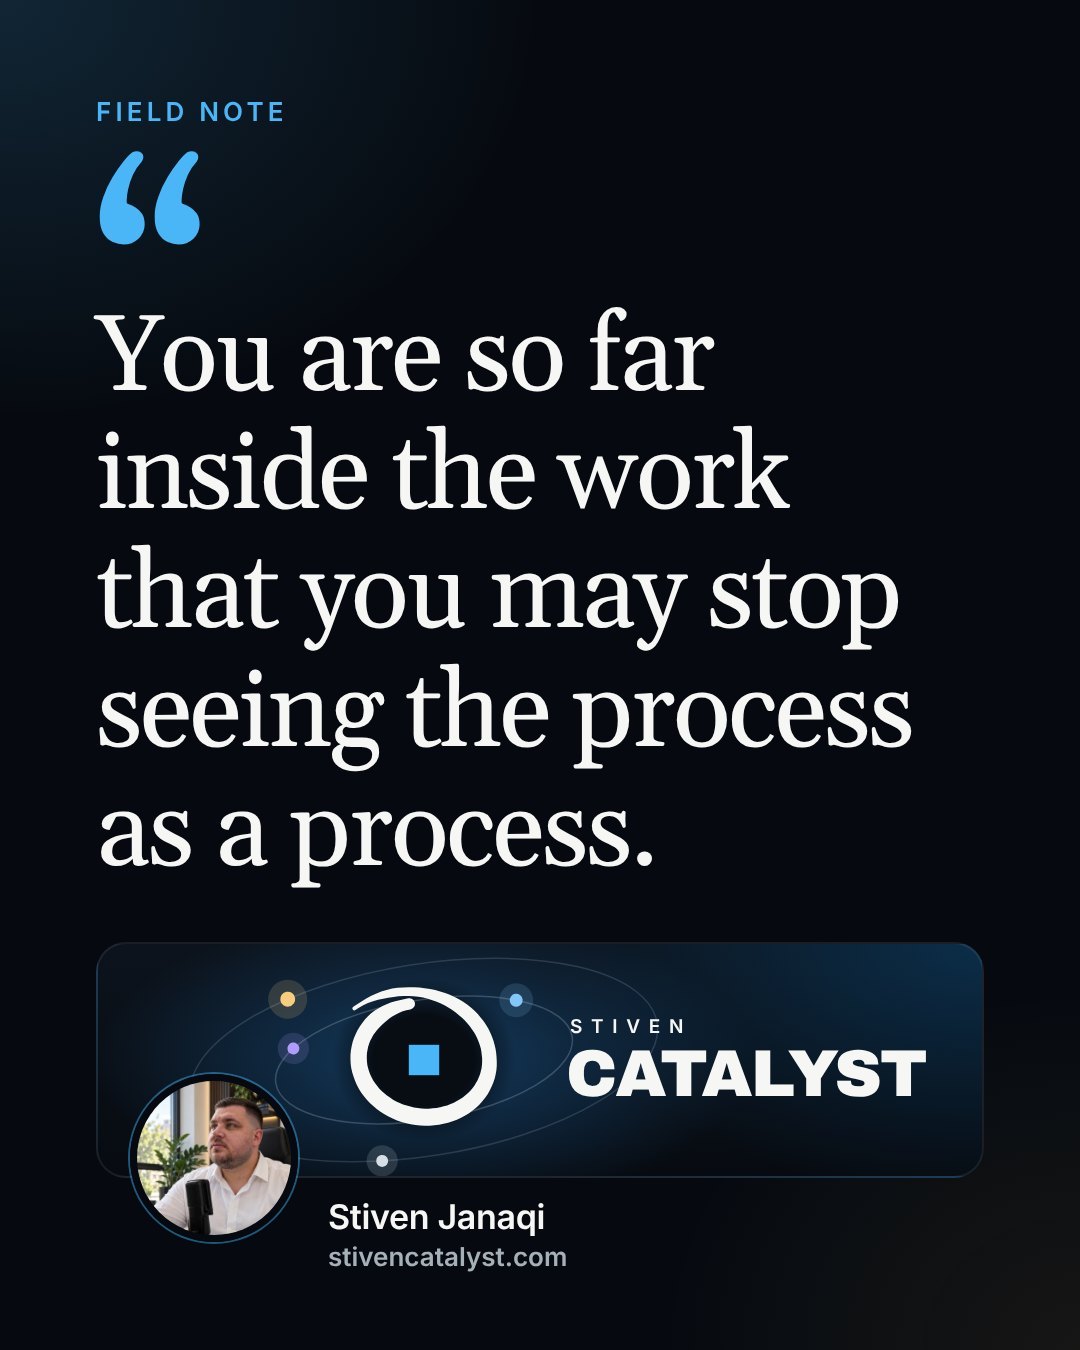 FIELD NOTE
“
You are so far
inside the work
that you may stop
seeing the process
as a process.
STIVEN
CATALYST
Stiven Janaqi
stivencatalyst.com